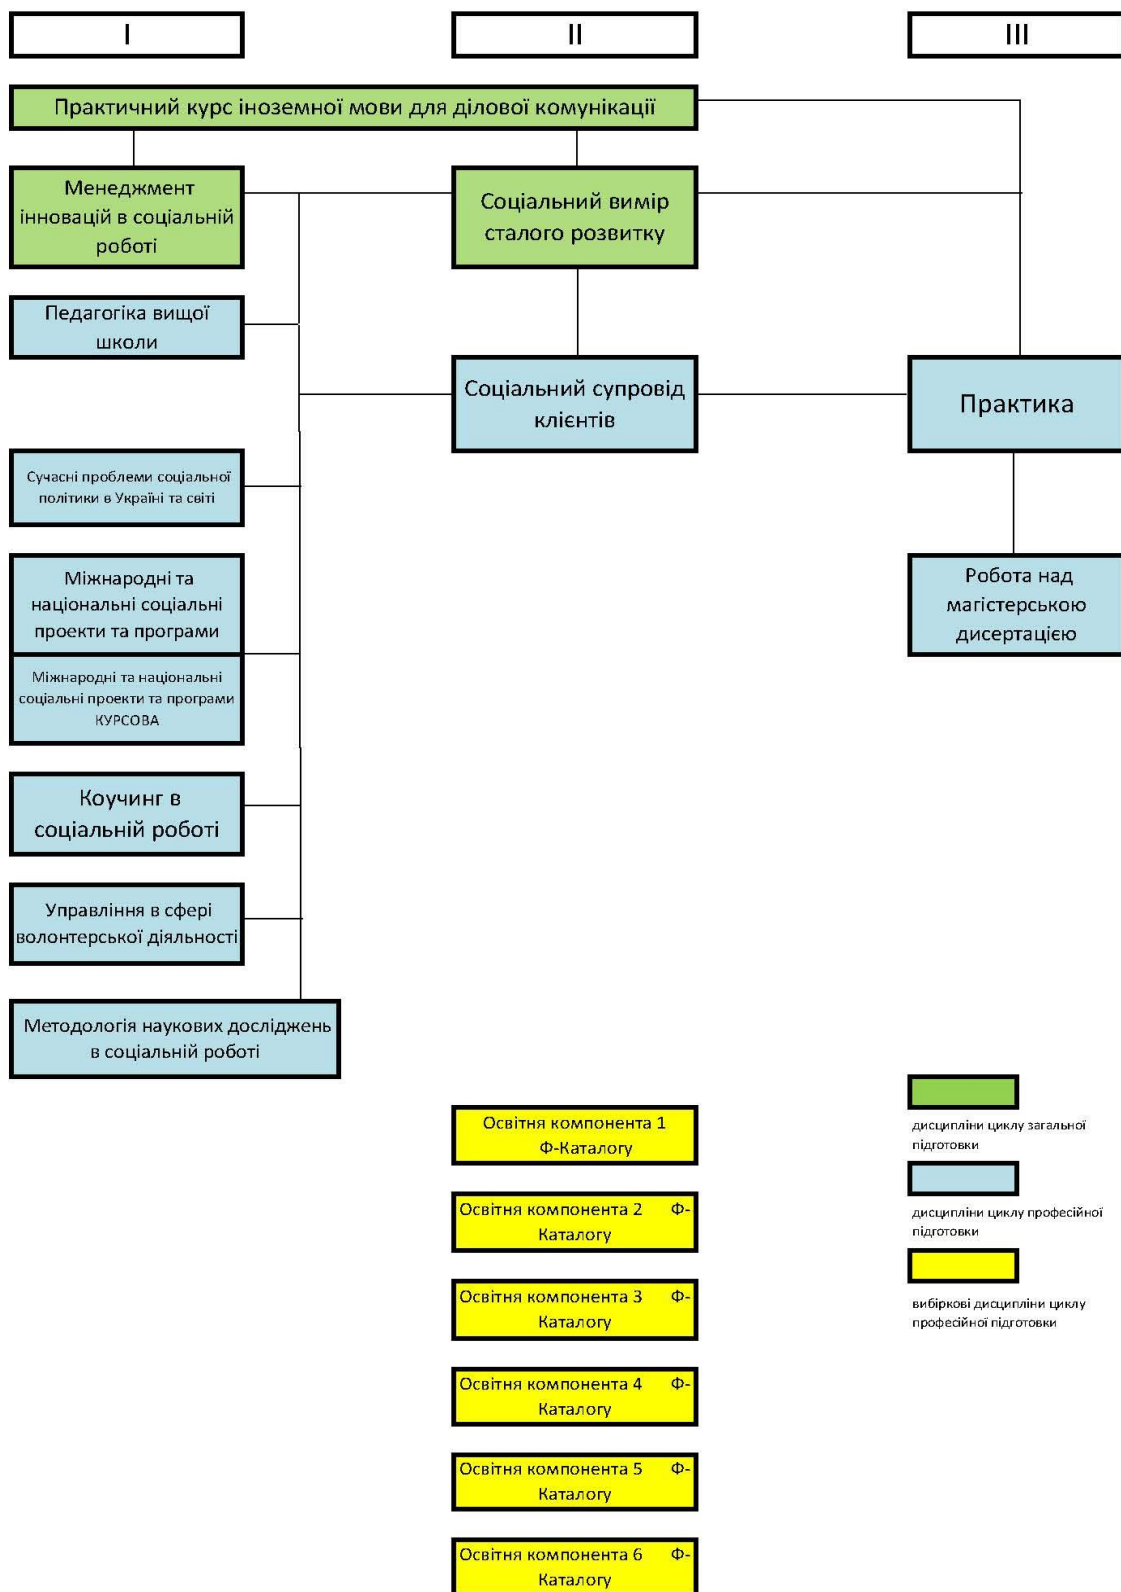 I
II
III
Практичний курс іноземної мови для ділової комунікації
Менеджмент
інновацій в соціальній
роботі
Соціальний вимір
сталого розвитку
Педагогіка вищої
школи
Соціальний супровід
клієнтів
Практика
Сучасні проблеми соціальної
політики в Україні та світі
Міжнародні та
національні соціальні
проекти та програми
Робота над
магістерською
дисертацією
Міжнародні та національні
соціальні проекти та програми
КУРСОВА
Коучинг в
соціальній роботі
Управління в сфері
волонтерської діяльності
Методологія наукових досліджень
в соціальній роботі
Освітня компонента 1
Ф-Каталогу
Освітня компонента 2 Ф-
Каталогу
Освітня компонента 3 Ф-
Каталогу
Освітня компонента 4 Ф-
Каталогу
Освітня компонента 5 Ф-
Каталогу
Освітня компонента 6 Ф-
Каталогу
дисципліни циклу загальної
підготовки
дисципліни циклу професійної
підготовки
вибіркові дисципліни циклу
професійної підготовки